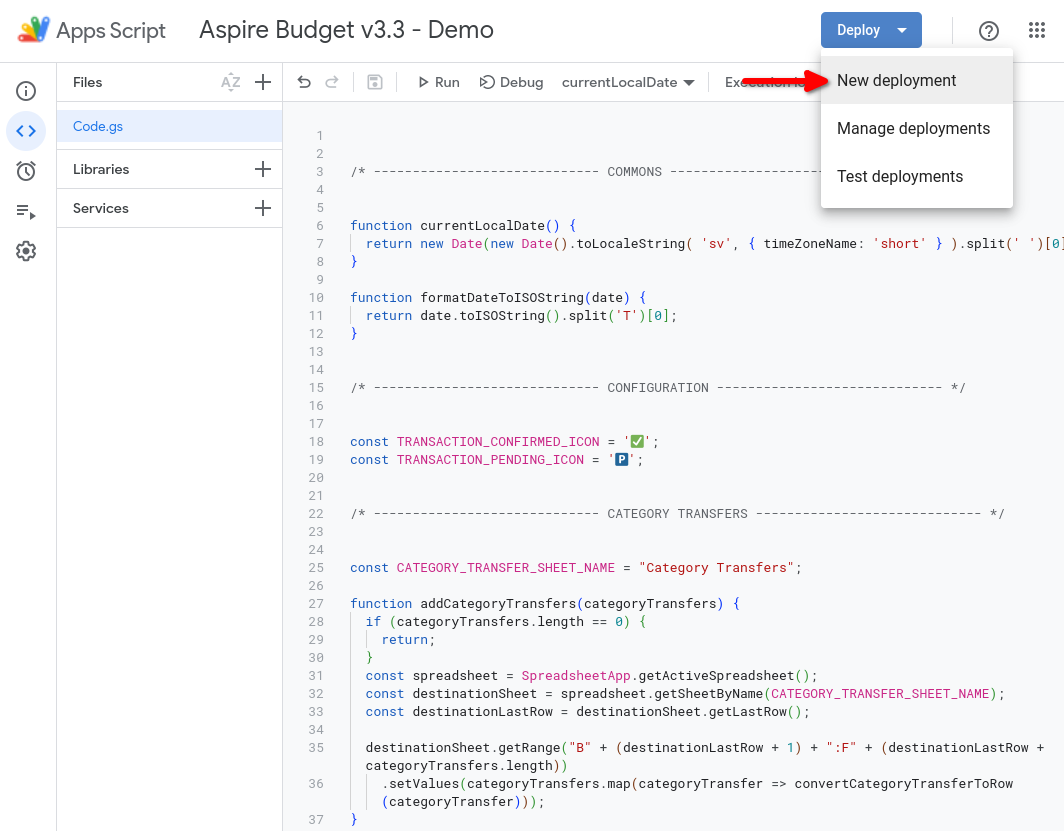 Apps Script
Aspire Budget v3.3 - Demo
Deploy
Files
AZ
Run
Debug
currentLocalDate
New deployment
Manage deployments
Test deployments
Code.gs
Libraries
Services
1
2
3 /* ----------------------------- COMMONS --------------------
4
5
6 function currentLocalDate() {
7 return new Date(new Date().toLocaleString( 'sv', { timeZoneName: 'short' } ).split(' ')[0]
8 }
9
10 function formatDateToISOString(date) {
11 return date.toISOString().split('T')[0];
12 }
13
14
15 /* ----------------------------- CONFIGURATION ----------------------------- */
16
17
18 const TRANSACTION_CONFIRMED_ICON = '✅';
19 const TRANSACTION_PENDING_ICON = '🅿';
20
21
22 /* ----------------------------- CATEGORY TRANSFERS ----------------------------- */
23
24
25 const CATEGORY_TRANSFER_SHEET_NAME = "Category Transfers";
26
27 function addCategoryTransfers(categoryTransfers) {
28 if (categoryTransfers.length == 0) {
29 return;
30 }
31 const spreadsheet = SpreadsheetApp.getActiveSpreadsheet();
32 const destinationSheet = spreadsheet.getSheetByName(CATEGORY_TRANSFER_SHEET_NAME);
33 const destinationLastRow = destinationSheet.getLastRow();
34
35 destinationSheet.getRange("B" + (destinationLastRow + 1) + ":F" + (destinationLastRow +
categoryTransfers.length))
36 .setValues(categoryTransfers.map(categoryTransfer => convertCategoryTransferToRow
(categoryTransfer)));
37 }